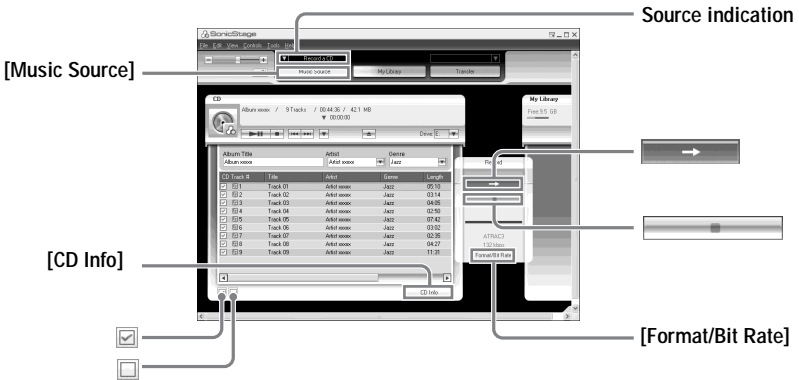 Source indication
SonicStage
File Edit View Controls Tools Help
Record a CD
[Music Source]
Music Source My Library Transfer
CD My Library
Album xxxxx / 9 Tracks / 00:44:36 / 42.1 MB Free 9.5 GB
00:00:00
Drive: E:
Album Title Artist Genre
Album xxxxx Artist xxxxx Jazz
Record
CD Track # Title Artist Genre Length
1 Track 01 Artist xxxxx Jazz 05:10
2 Track 02 Artist xxxxx Jazz 03:14
3 Track 03 Artist xxxxx Jazz 04:05
4 Track 04 Artist xxxxx Jazz 02:50
5 Track 05 Artist xxxxx Jazz 07:42
6 Track 06 Artist xxxxx Jazz 03:02
7 Track 07 Artist xxxxx Jazz 02:35
8 Track 08 Artist xxxxx Jazz 04:27
9 Track 09 Artist xxxxx Jazz 11:31
ATRAC3
132 kbps
Format/Bit Rate
[CD Info]
CD Info
[Format/Bit Rate]